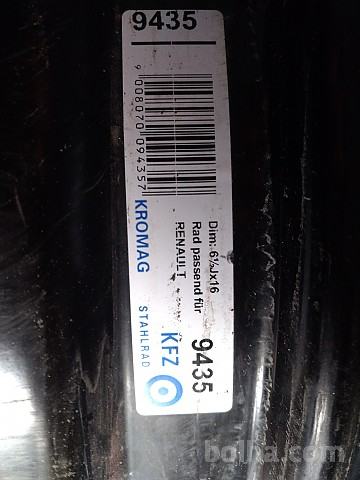 9435
9 008070 094357
Dim: 6½Jx16
Rad passend für
RENAULT
9435
KROMAG
STAHLRAD
KFZ
bolha.com